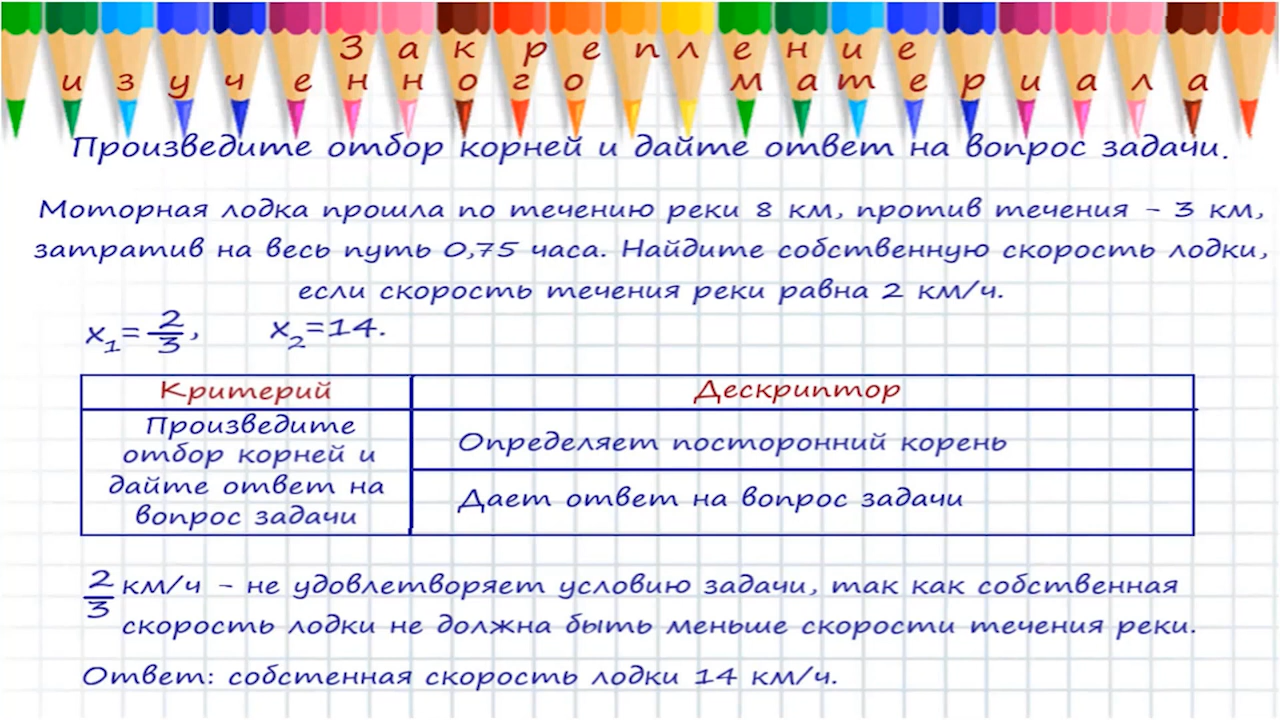 Закрепление
изученного материала
Произведите отбор корней и дайте ответ на вопрос задачи.
Моторная лодка прошла по течению реки 8 км, против течения – 3 км,
затратив на весь путь 0,75 часа. Найдите собственную скорость лодки,
если скорость течения реки равна 2 км/ч.
x₁=2/3, x₂=14.
Критерий
Дескриптор
Произведите
отбор корней и
дайте ответ на
вопрос задачи
Определяет посторонний корень
Дает ответ на вопрос задачи
2/3 км/ч – не удовлетворяет условию задачи, так как собственная
скорость лодки не должна быть меньше скорости течения реки.
Ответ: собстенная скорость лодки 14 км/ч.